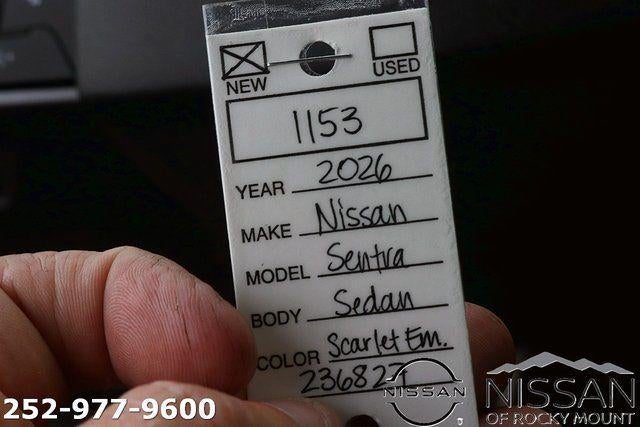 NEW USED
1153
YEAR 2026
MAKE Nissan
MODEL Sentra
BODY Sedan
COLOR Scarlet Em.
236827
NISSAN
252-977-9600
NISSAN
OF ROCKY MOUNT